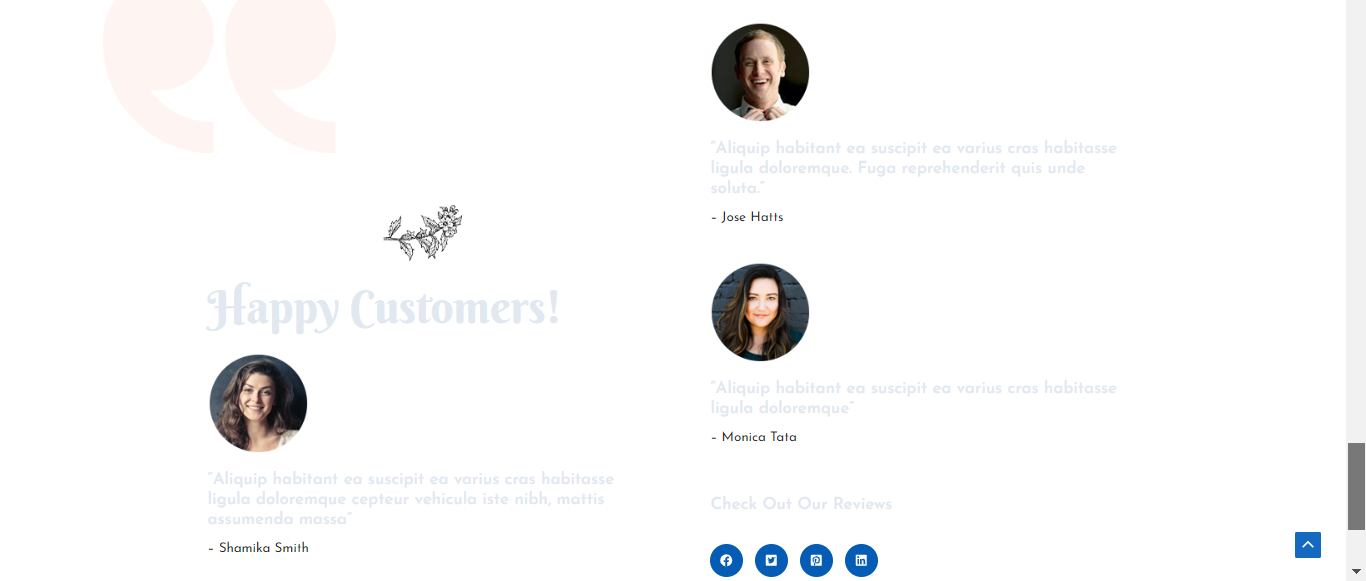 Happy Customers!
“Aliquip habitant ea suscipit ea varius cras habitasse
ligula doloremque cepteur vehicula iste nibh, mattis
assumenda massa”
– Shamika Smith
“Aliquip habitant ea suscipit ea varius cras habitasse
ligula doloremque. Fuga reprehenderit quis unde
soluta.”
– Jose Hatts
“Aliquip habitant ea suscipit ea varius cras habitasse
ligula doloremque”
– Monica Tata
Check Out Our Reviews